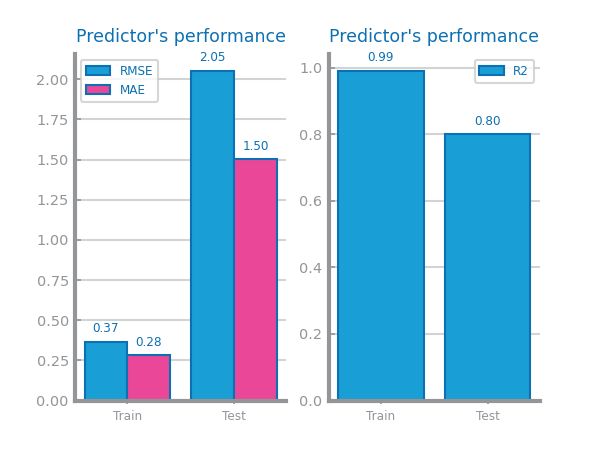 Predictor's performance
2.05
2.00
RMSE
MAE
1.75
1.50
1.50
1.25
1.00
0.75
0.50
0.37
0.28
0.25
0.00
Train
Test
Predictor's performance
0.99
1.0
R2
0.80
0.8
0.6
0.4
0.2
0.0
Train
Test